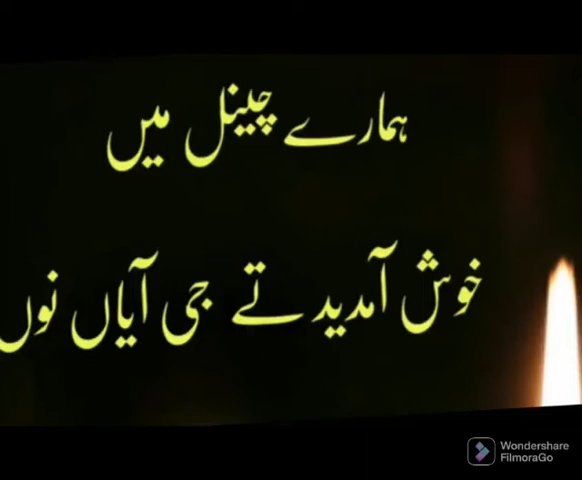 ہمارے چینل میں
خوش آمدید تے جی آیاں نوں
Wondershare
FilmoraGo